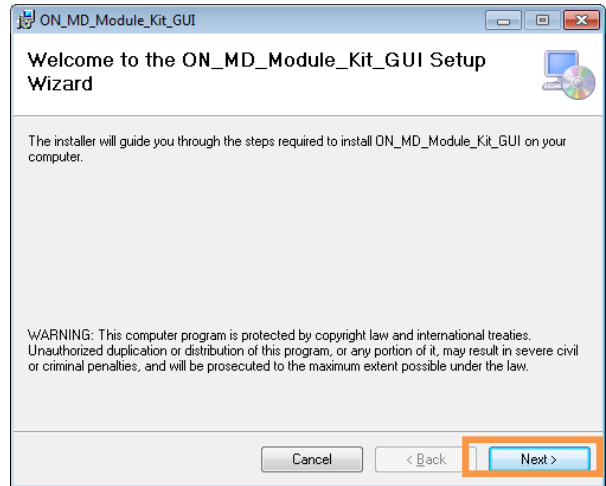 ON_MD_Module_Kit_GUI
Welcome to the ON_MD_Module_Kit_GUI Setup
Wizard
The installer will guide you through the steps required to install ON_MD_Module_Kit_GUI on your
computer.
WARNING: This computer program is protected by copyright law and international treaties.
Unauthorized duplication or distribution of this program, or any portion of it, may result in severe civil
or criminal penalties, and will be prosecuted to the maximum extent possible under the law.
Cancel
< Back
Next >